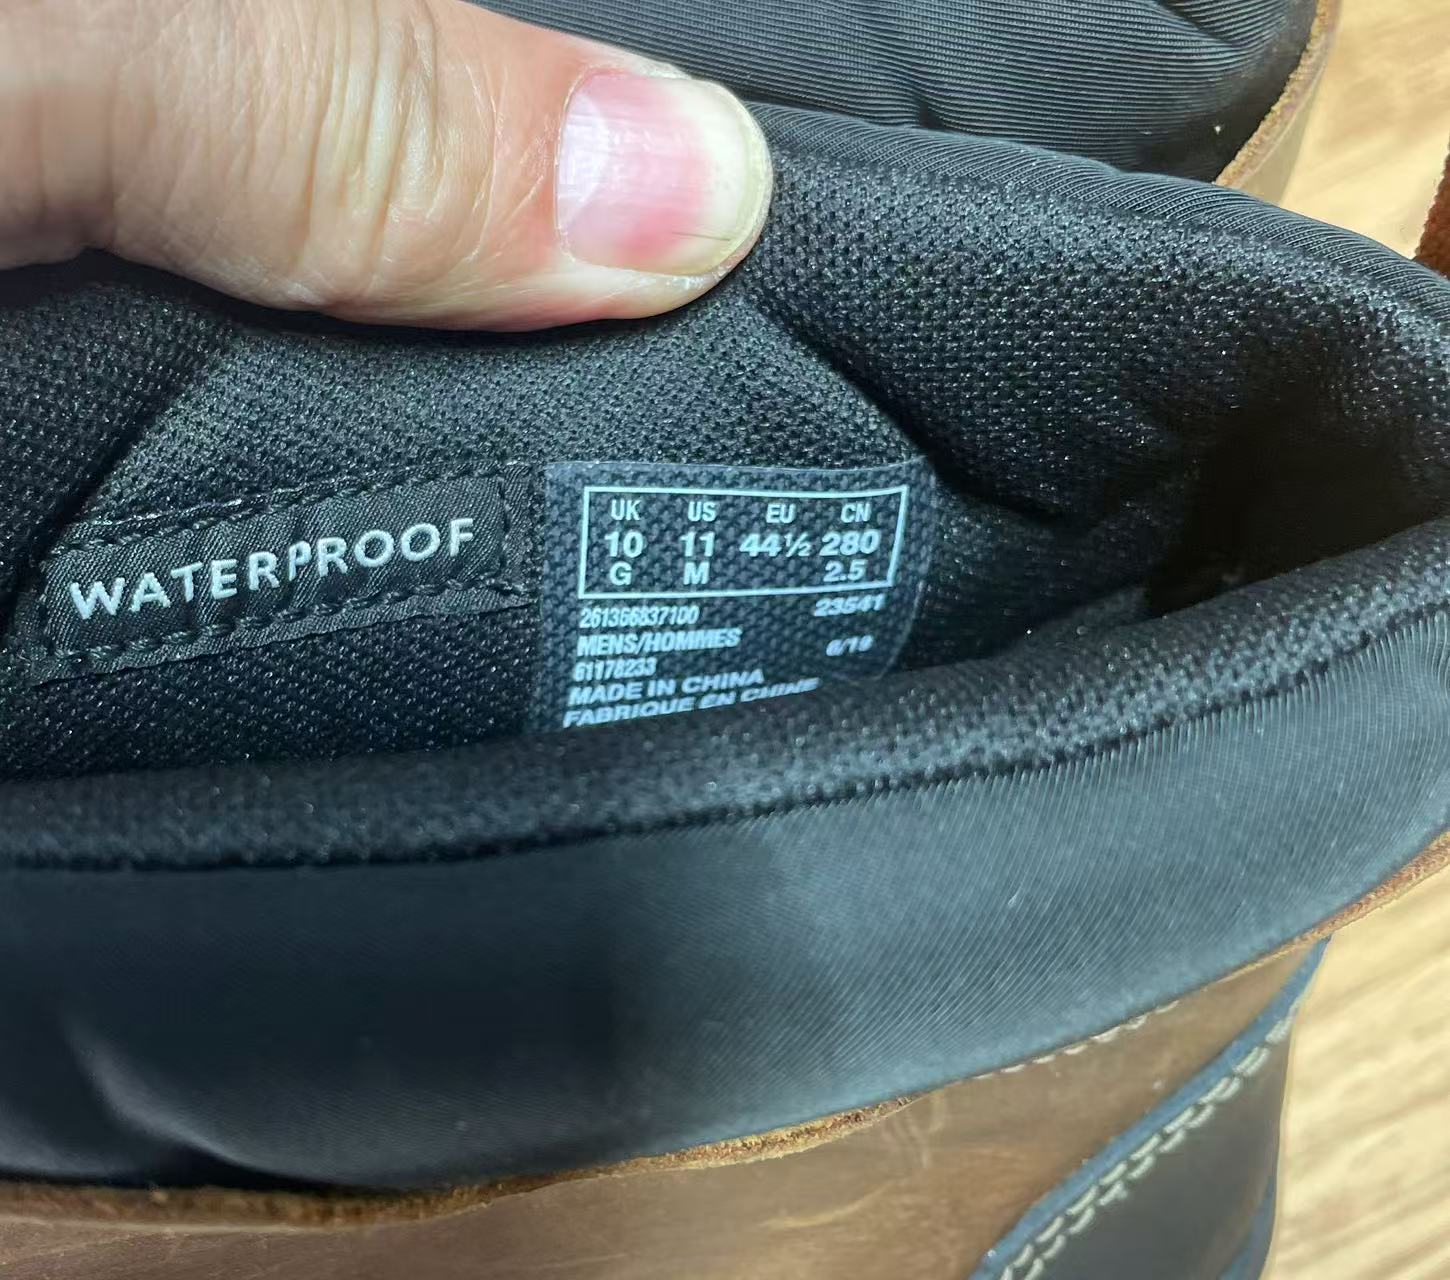 WATERPROOF
UK US EU CN
10 11 44½ 280
G M 2.5
261366837100 23541
MENS/HOMMES 6/19
61178233
MADE IN CHINA
FABRIQUE EN CHINE